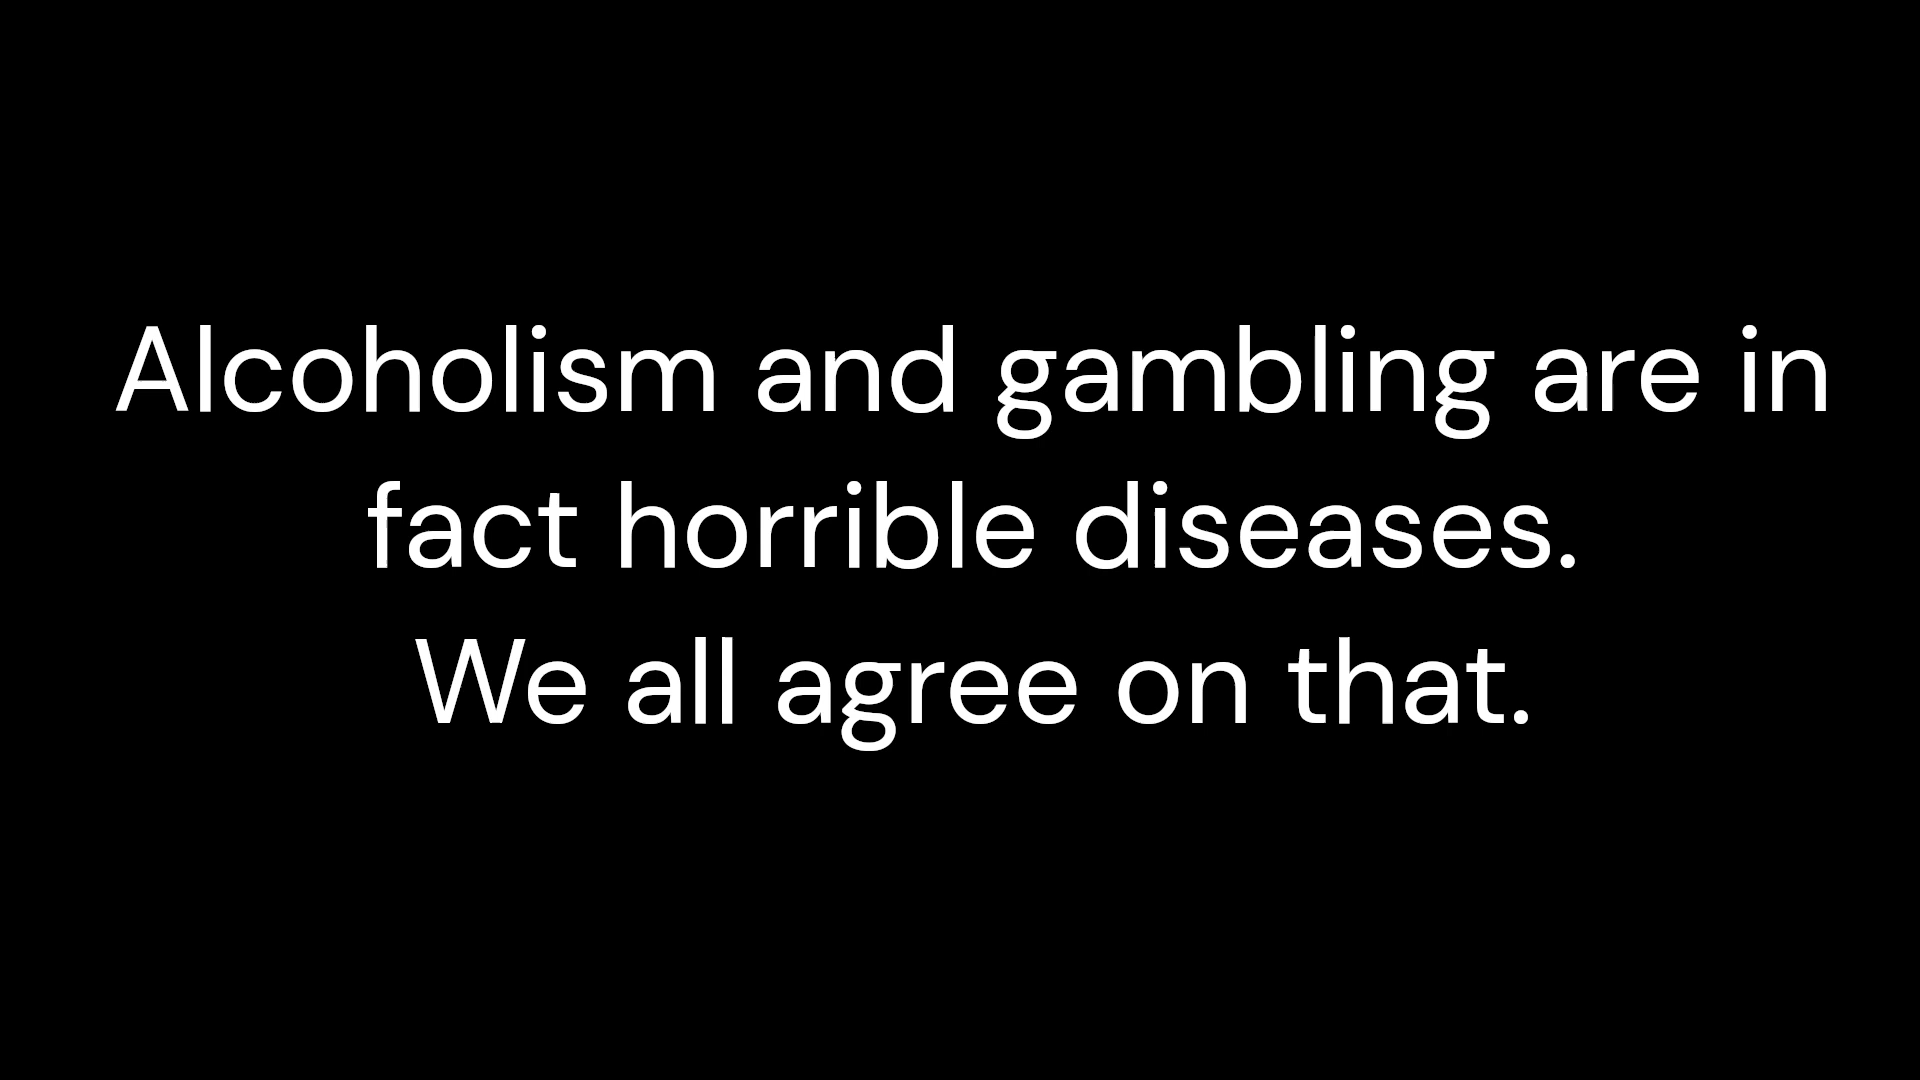 Alcoholism and gambling are in
fact horrible diseases.
We all agree on that.